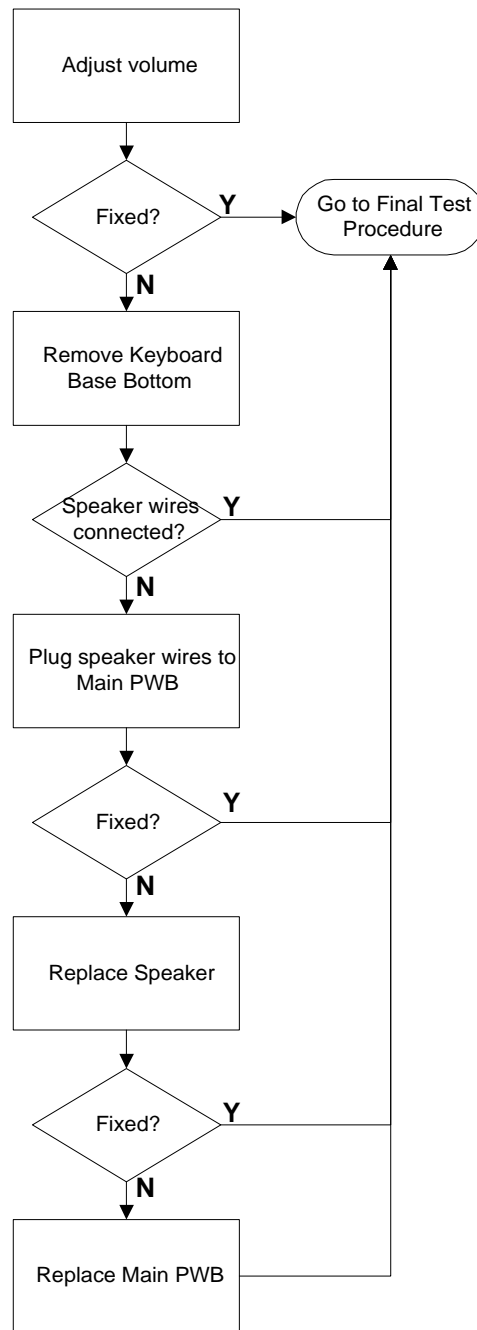 Adjust volume
Fixed?
Y
Go to Final Test
Procedure
N
Remove Keyboard
Base Bottom
Speaker wires
connected?
Y
N
Plug speaker wires to
Main PWB
Fixed?
Y
N
Replace Speaker
Fixed?
Y
N
Replace Main PWB